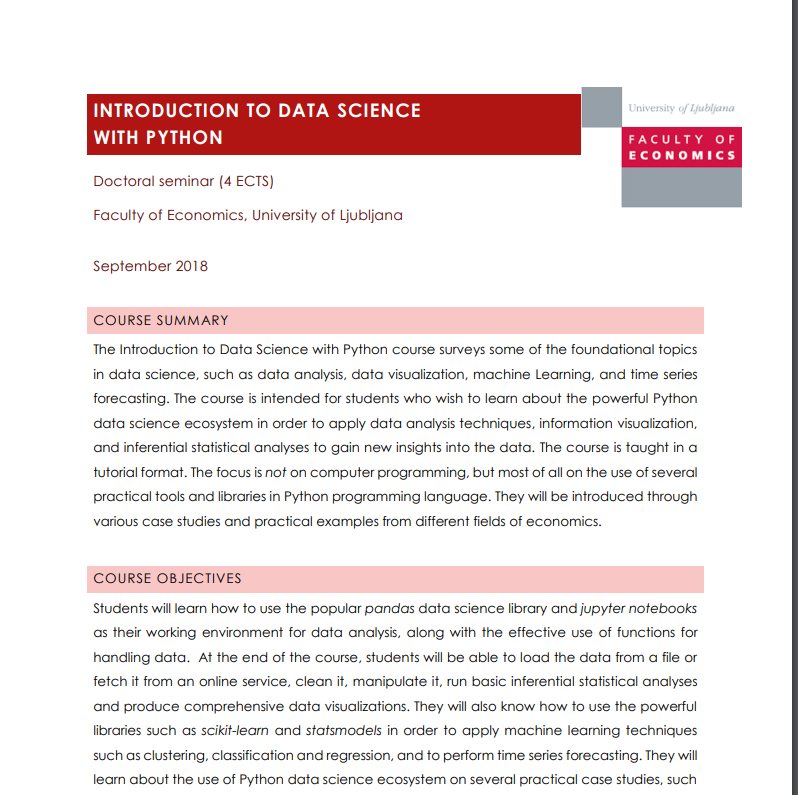 INTRODUCTION TO DATA SCIENCE
WITH PYTHON
University of Ljubljana
FACULTY OF
ECONOMICS
Doctoral seminar (4 ECTS)
Faculty of Economics, University of Ljubljana
September 2018
COURSE SUMMARY
The Introduction to Data Science with Python course surveys some of the foundational topics
in data science, such as data analysis, data visualization, machine Learning, and time series
forecasting. The course is intended for students who wish to learn about the powerful Python
data science ecosystem in order to apply data analysis techniques, information visualization,
and inferential statistical analyses to gain new insights into the data. The course is taught in a
tutorial format. The focus is not on computer programming, but most of all on the use of several
practical tools and libraries in Python programming language. They will be introduced through
various case studies and practical examples from different fields of economics.
COURSE OBJECTIVES
Students will learn how to use the popular pandas data science library and jupyter notebooks
as their working environment for data analysis, along with the effective use of functions for
handling data. At the end of the course, students will be able to load the data from a file or
fetch it from an online service, clean it, manipulate it, run basic inferential statistical analyses
and produce comprehensive data visualizations. They will also know how to use the powerful
libraries such as scikit-learn and statsmodels in order to apply machine learning techniques
such as clustering, classification and regression, and to perform time series forecasting. They will
learn about the use of Python data science ecosystem on several practical case studies, such